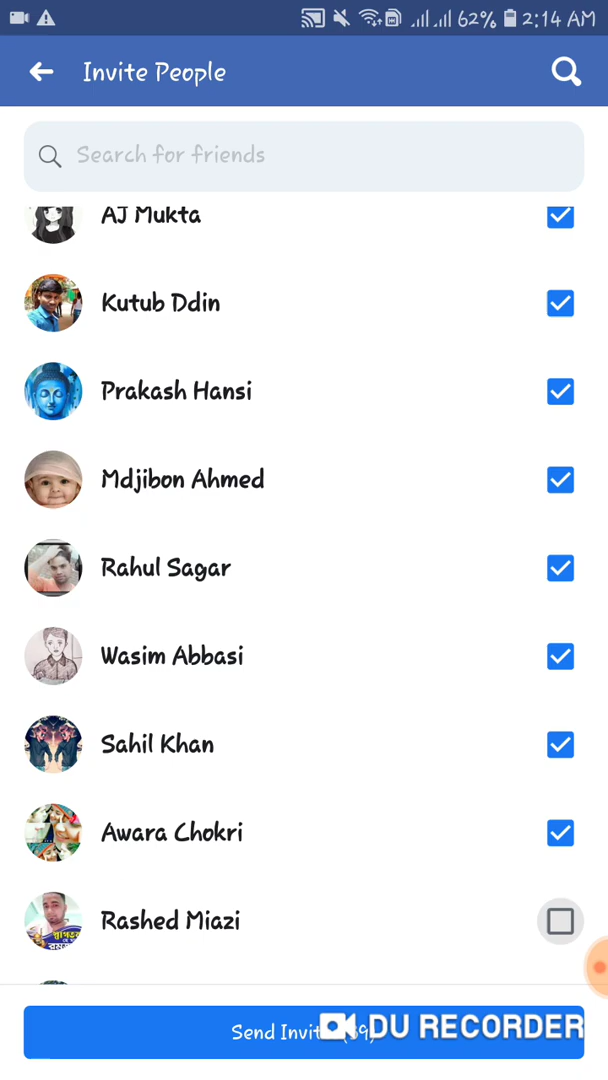 62% 2:14 AM
Invite People
Search for friends
AJ Mukta
Kutub Ddin
Prakash Hansi
Mdjibon Ahmed
Rahul Sagar
Wasim Abbasi
Sahil Khan
Awara Chokri
Rashed Miazi
Send
DU RECORDER